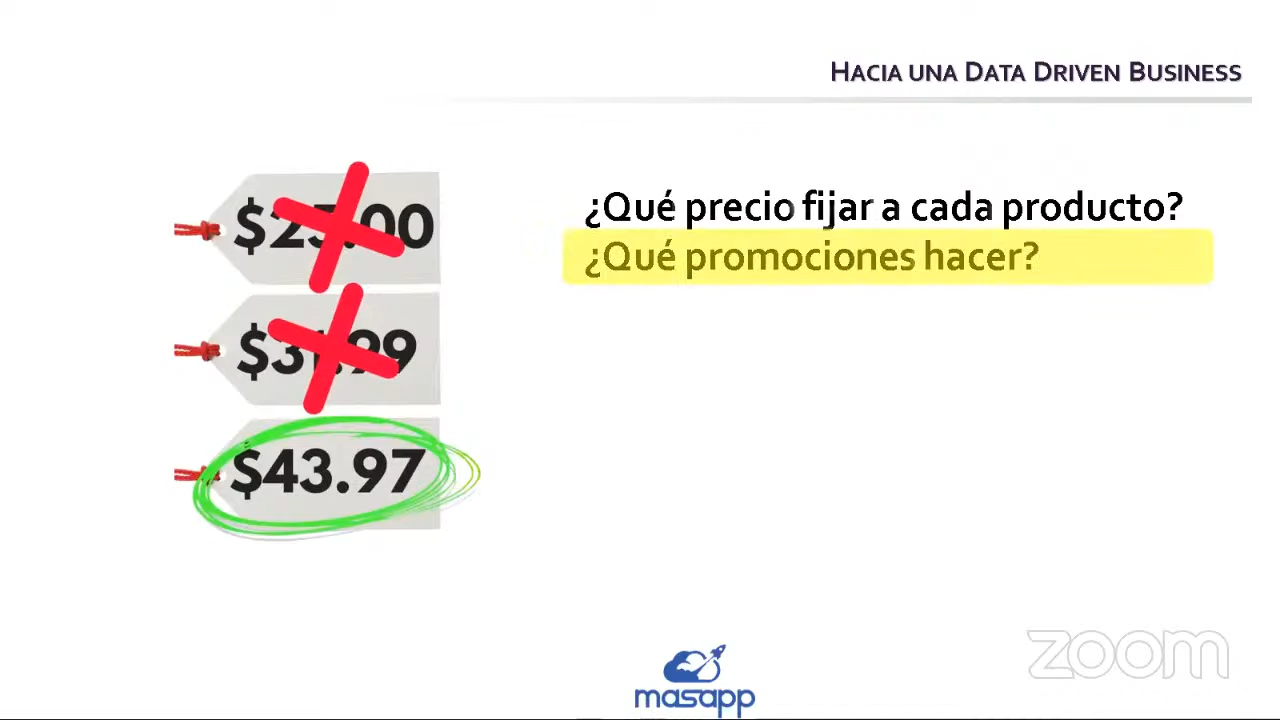 HACIA UNA DATA DRIVEN BUSINESS
¿Qué precio fijar a cada producto?
¿Qué promociones hacer?
$43.97
zoom
masapp